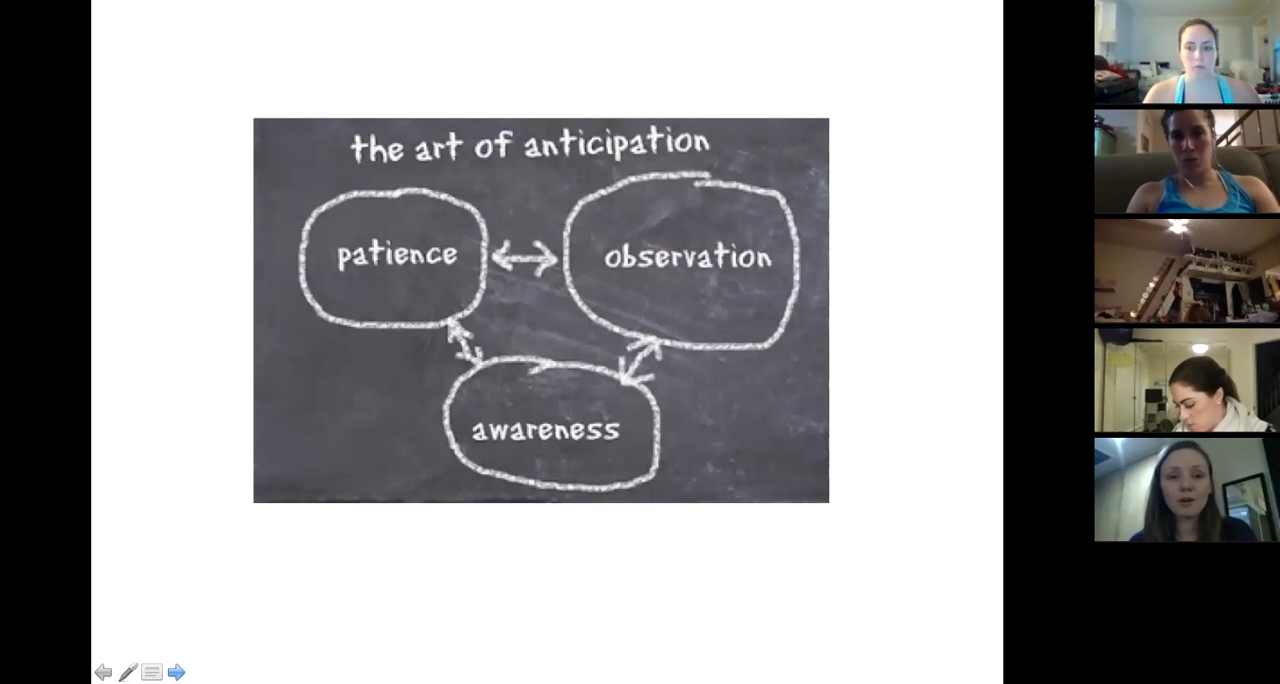 the art of anticipation
patience
observation
awareness